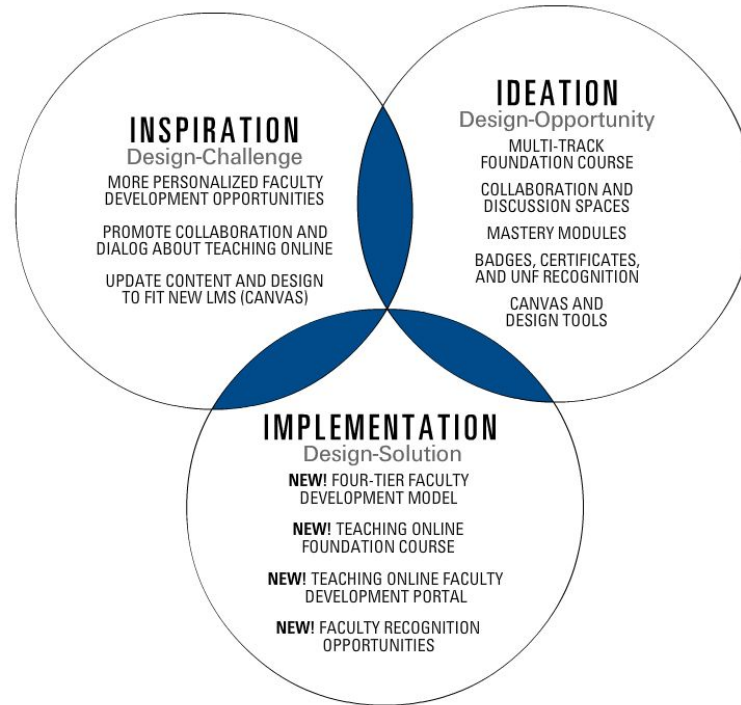 INSPIRATION
Design-Challenge
MORE PERSONALIZED FACULTY
DEVELOPMENT OPPORTUNITIES
PROMOTE COLLABORATION AND
DIALOG ABOUT TEACHING ONLINE
UPDATE CONTENT AND DESIGN
TO FIT NEW LMS (CANVAS)
IDEATION
Design-Opportunity
MULTI-TRACK
FOUNDATION COURSE
COLLABORATION AND
DISCUSSION SPACES
MASTERY MODULES
BADGES, CERTIFICATES,
AND UNF RECOGNITION
CANVAS AND
DESIGN TOOLS
IMPLEMENTATION
Design-Solution
NEW! FOUR-TIER FACULTY
DEVELOPMENT MODEL
NEW! TEACHING ONLINE
FOUNDATION COURSE
NEW! TEACHING ONLINE FACULTY
DEVELOPMENT PORTAL
NEW! FACULTY RECOGNITION
OPPORTUNITIES